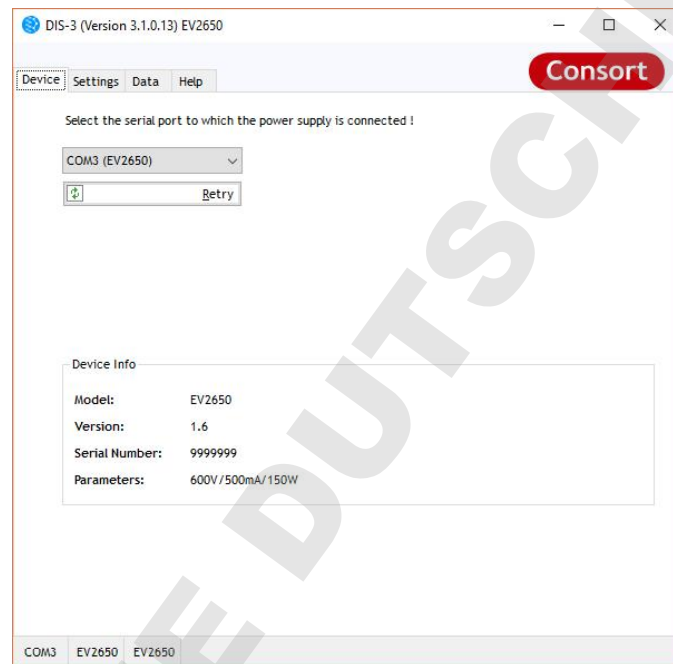 DIS-3 (Version 3.1.0.13) EV2650
Consort
Device Settings Data Help
Select the serial port to which the power supply is connected !
COM3 (EV2650)
Retry
Device Info
Model: EV2650
Version: 1.6
Serial Number: 9999999
Parameters: 600V/500mA/150W
COM3 EV2650 EV2650
E DUTSCH